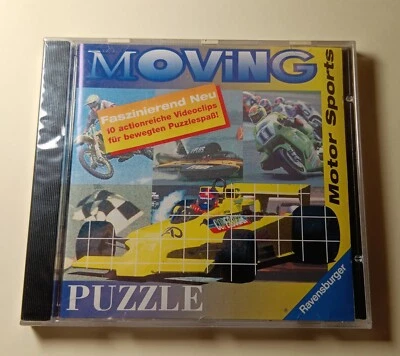 MOViNG
Faszinierend Neu
10 actionreiche Videoclips
für bewegten Puzzlespaß!
Motor Sports
PUZZLE
Ravensburger